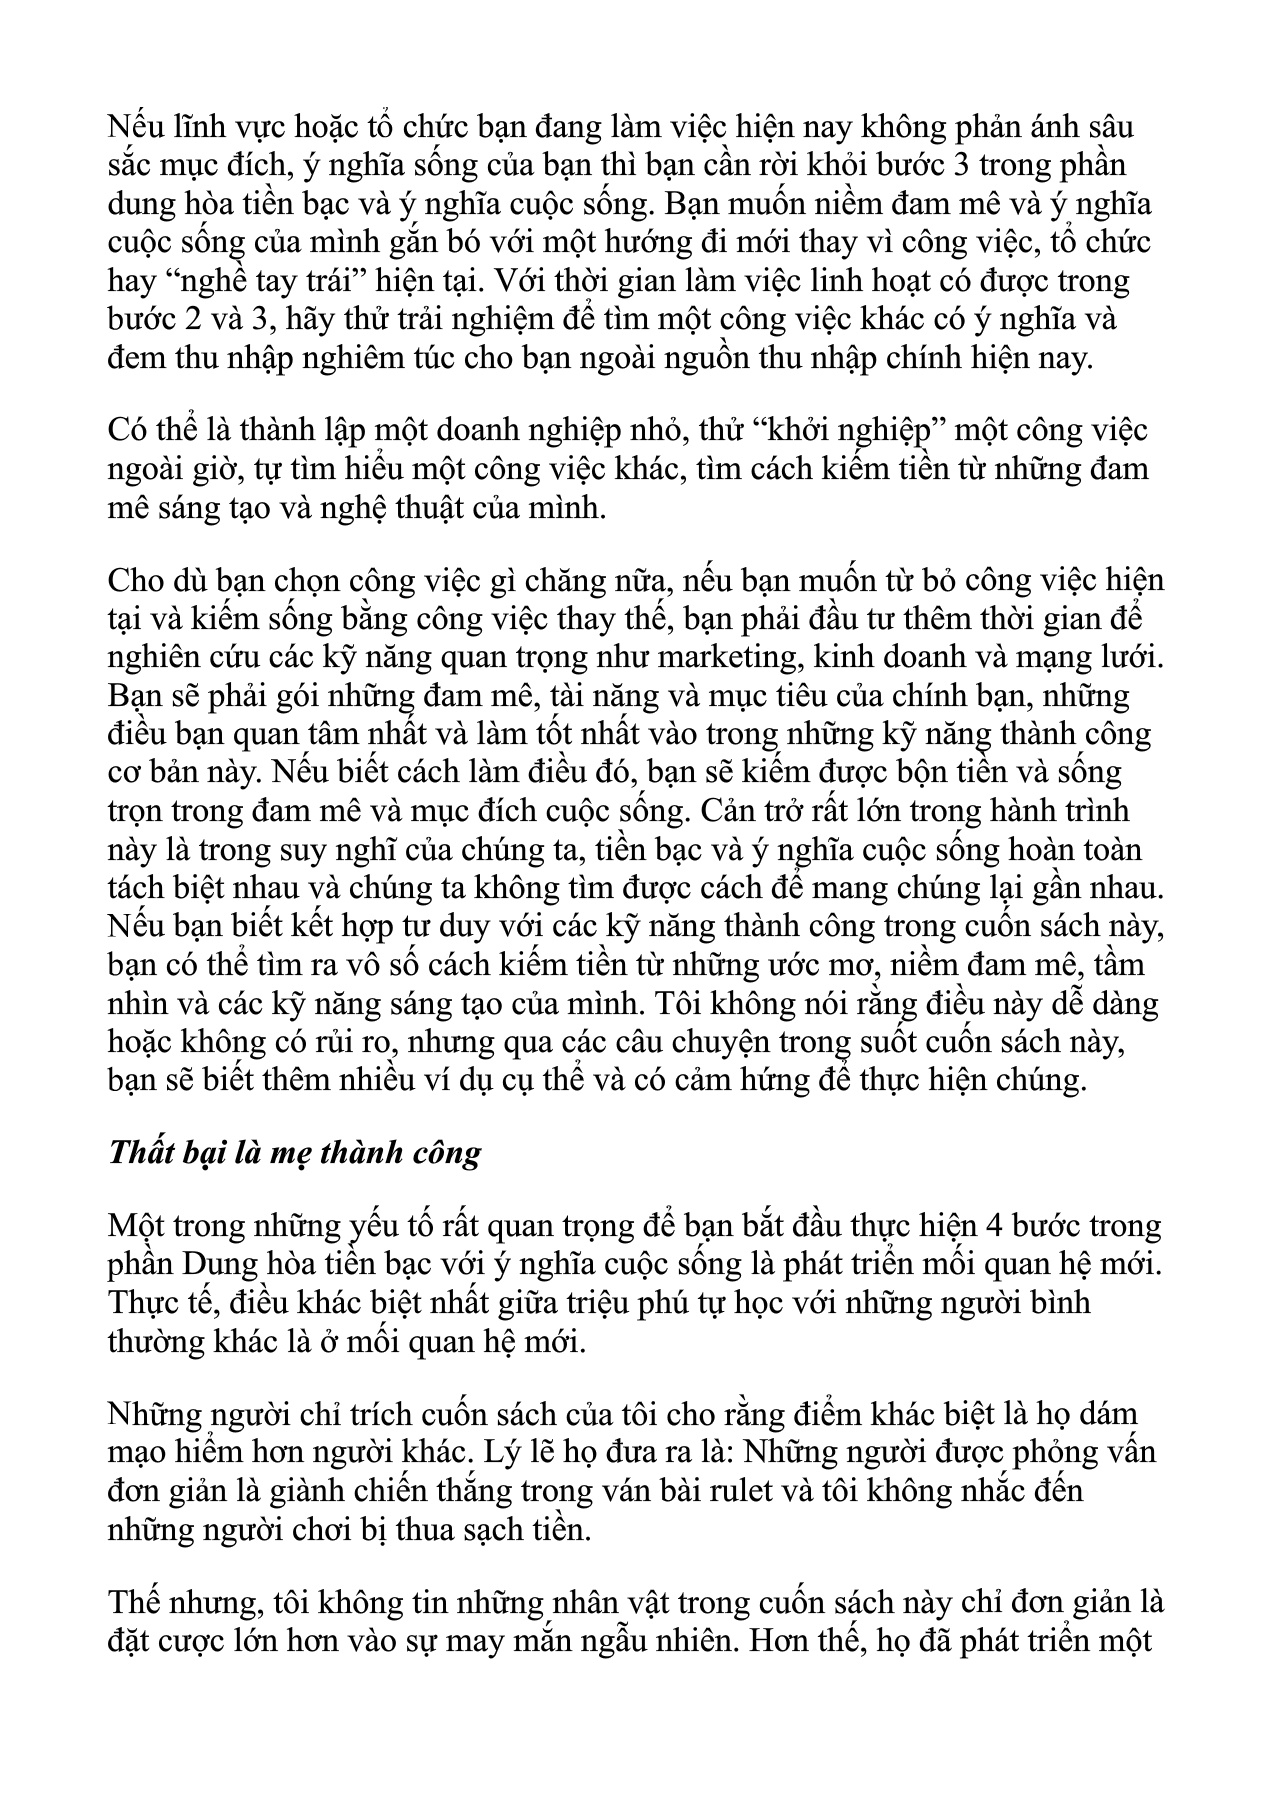 Nếu lĩnh vực hoặc tổ chức bạn đang làm việc hiện nay không phản ánh sâu
sắc mục đích, ý nghĩa sống của bạn thì bạn cần rời khỏi bước 3 trong phần
dung hòa tiền bạc và ý nghĩa cuộc sống. Bạn muốn niềm đam mê và ý nghĩa
cuộc sống của mình gắn bó với một hướng đi mới thay vì công việc, tổ chức
hay “nghề tay trái” hiện tại. Với thời gian làm việc linh hoạt có được trong
bước 2 và 3, hãy thử trải nghiệm để tìm một công việc khác có ý nghĩa và
đem thu nhập nghiêm túc cho bạn ngoài nguồn thu nhập chính hiện nay.
Có thể là thành lập một doanh nghiệp nhỏ, thử “khởi nghiệp” một công việc
ngoài giờ, tự tìm hiểu một công việc khác, tìm cách kiếm tiền từ những đam
mê sáng tạo và nghệ thuật của mình.
Cho dù bạn chọn công việc gì chăng nữa, nếu bạn muốn từ bỏ công việc hiện
tại và kiếm sống bằng công việc thay thế, bạn phải đầu tư thêm thời gian để
nghiên cứu các kỹ năng quan trọng như marketing, kinh doanh và mạng lưới.
Bạn sẽ phải gói những đam mê, tài năng và mục tiêu của chính bạn, những
điều bạn quan tâm nhất và làm tốt nhất vào trong những kỹ năng thành công
cơ bản này. Nếu biết cách làm điều đó, bạn sẽ kiếm được bộn tiền và sống
trọn trong đam mê và mục đích cuộc sống. Cản trở rất lớn trong hành trình
này là trong suy nghĩ của chúng ta, tiền bạc và ý nghĩa cuộc sống hoàn toàn
tách biệt nhau và chúng ta không tìm được cách để mang chúng lại gần nhau.
Nếu bạn biết kết hợp tư duy với các kỹ năng thành công trong cuốn sách này,
bạn có thể tìm ra vô số cách kiếm tiền từ những ước mơ, niềm đam mê, tầm
nhìn và các kỹ năng sáng tạo của mình. Tôi không nói rằng điều này dễ dàng
hoặc không có rủi ro, nhưng qua các câu chuyện trong suốt cuốn sách này,
bạn sẽ biết thêm nhiều ví dụ cụ thể và có cảm hứng để thực hiện chúng.
Thất bại là mẹ thành công
Một trong những yếu tố rất quan trọng để bạn bắt đầu thực hiện 4 bước trong
phần Dung hòa tiền bạc với ý nghĩa cuộc sống là phát triển mối quan hệ mới.
Thực tế, điều khác biệt nhất giữa triệu phú tự học với những người bình
thường khác là ở mối quan hệ mới.
Những người chỉ trích cuốn sách của tôi cho rằng điểm khác biệt là họ dám
mạo hiểm hơn người khác. Lý lẽ họ đưa ra là: Những người được phỏng vấn
đơn giản là giành chiến thắng trong ván bài rulet và tôi không nhắc đến
những người chơi bị thua sạch tiền.
Thế nhưng, tôi không tin những nhân vật trong cuốn sách này chỉ đơn giản là
đặt cược lớn hơn vào sự may mắn ngẫu nhiên. Hơn thế, họ đã phát triển một